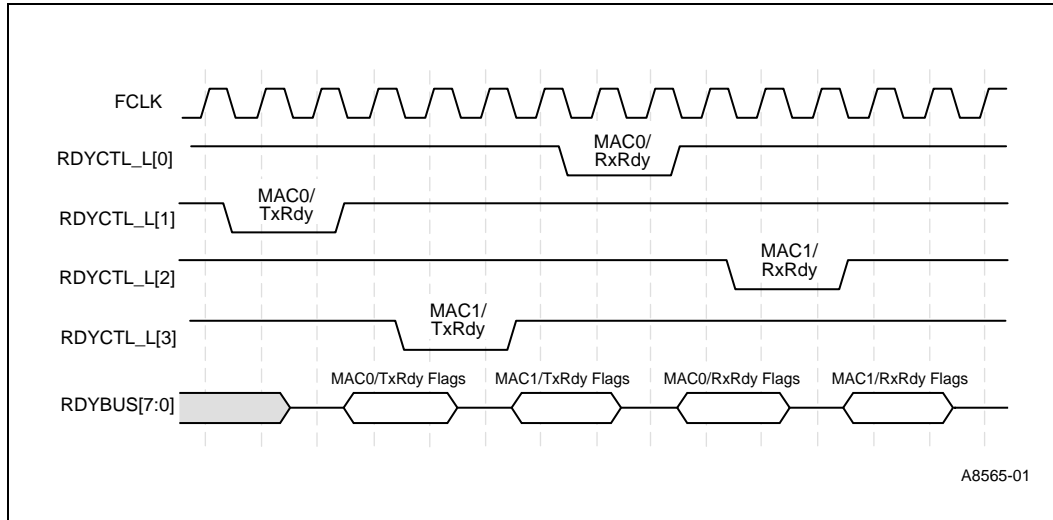 FCLK
MAC0/
RxRdy
RDYCTL_L[0]
MAC0/
TxRdy
RDYCTL_L[1]
MAC1/
RxRdy
RDYCTL_L[2]
MAC1/
TxRdy
RDYCTL_L[3]
MAC0/TxRdy Flags MAC1/TxRdy Flags MAC0/RxRdy Flags MAC1/RxRdy Flags
RDYBUS[7:0]
A8565-01